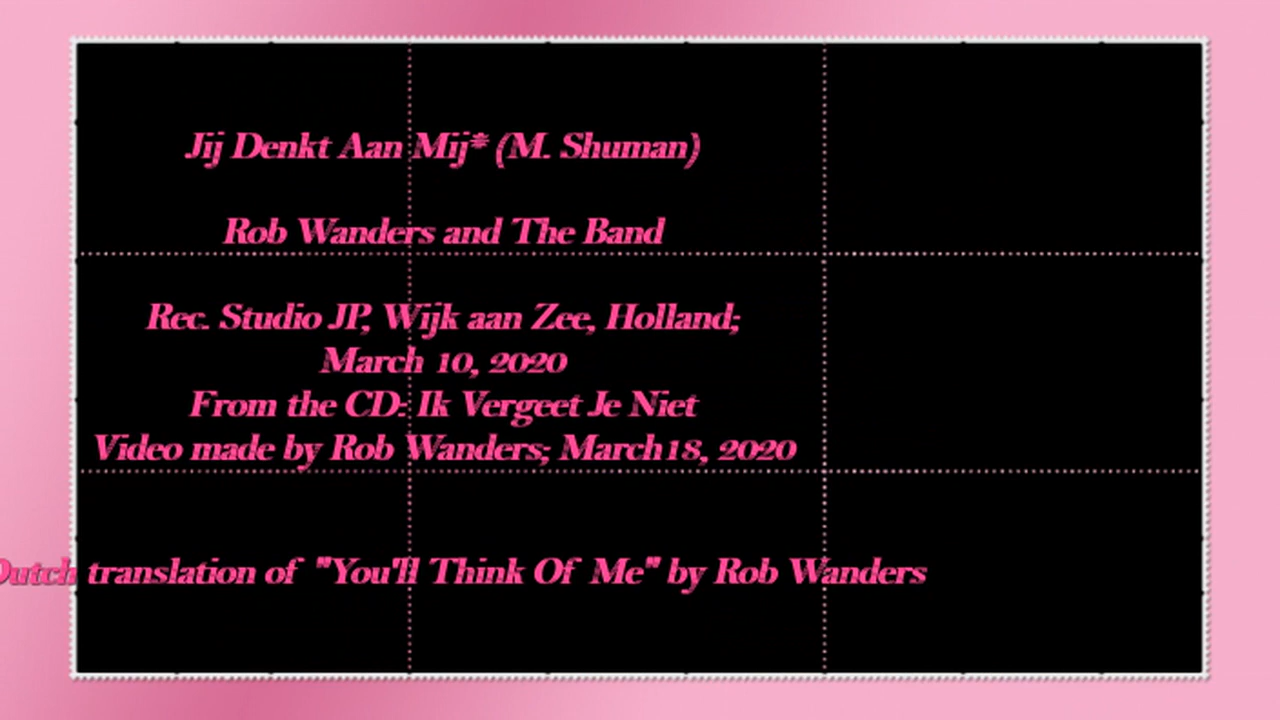 Jij Denkt Aan Mij* (M. Shuman)
Rob Wanders and The Band
Rec. Studio JP, Wijk aan Zee, Holland;
March 10, 2020
From the CD: Ik Vergeet Je Niet
Video made by Rob Wanders; March18, 2020
Dutch translation of "You'll Think Of Me" by Rob Wanders